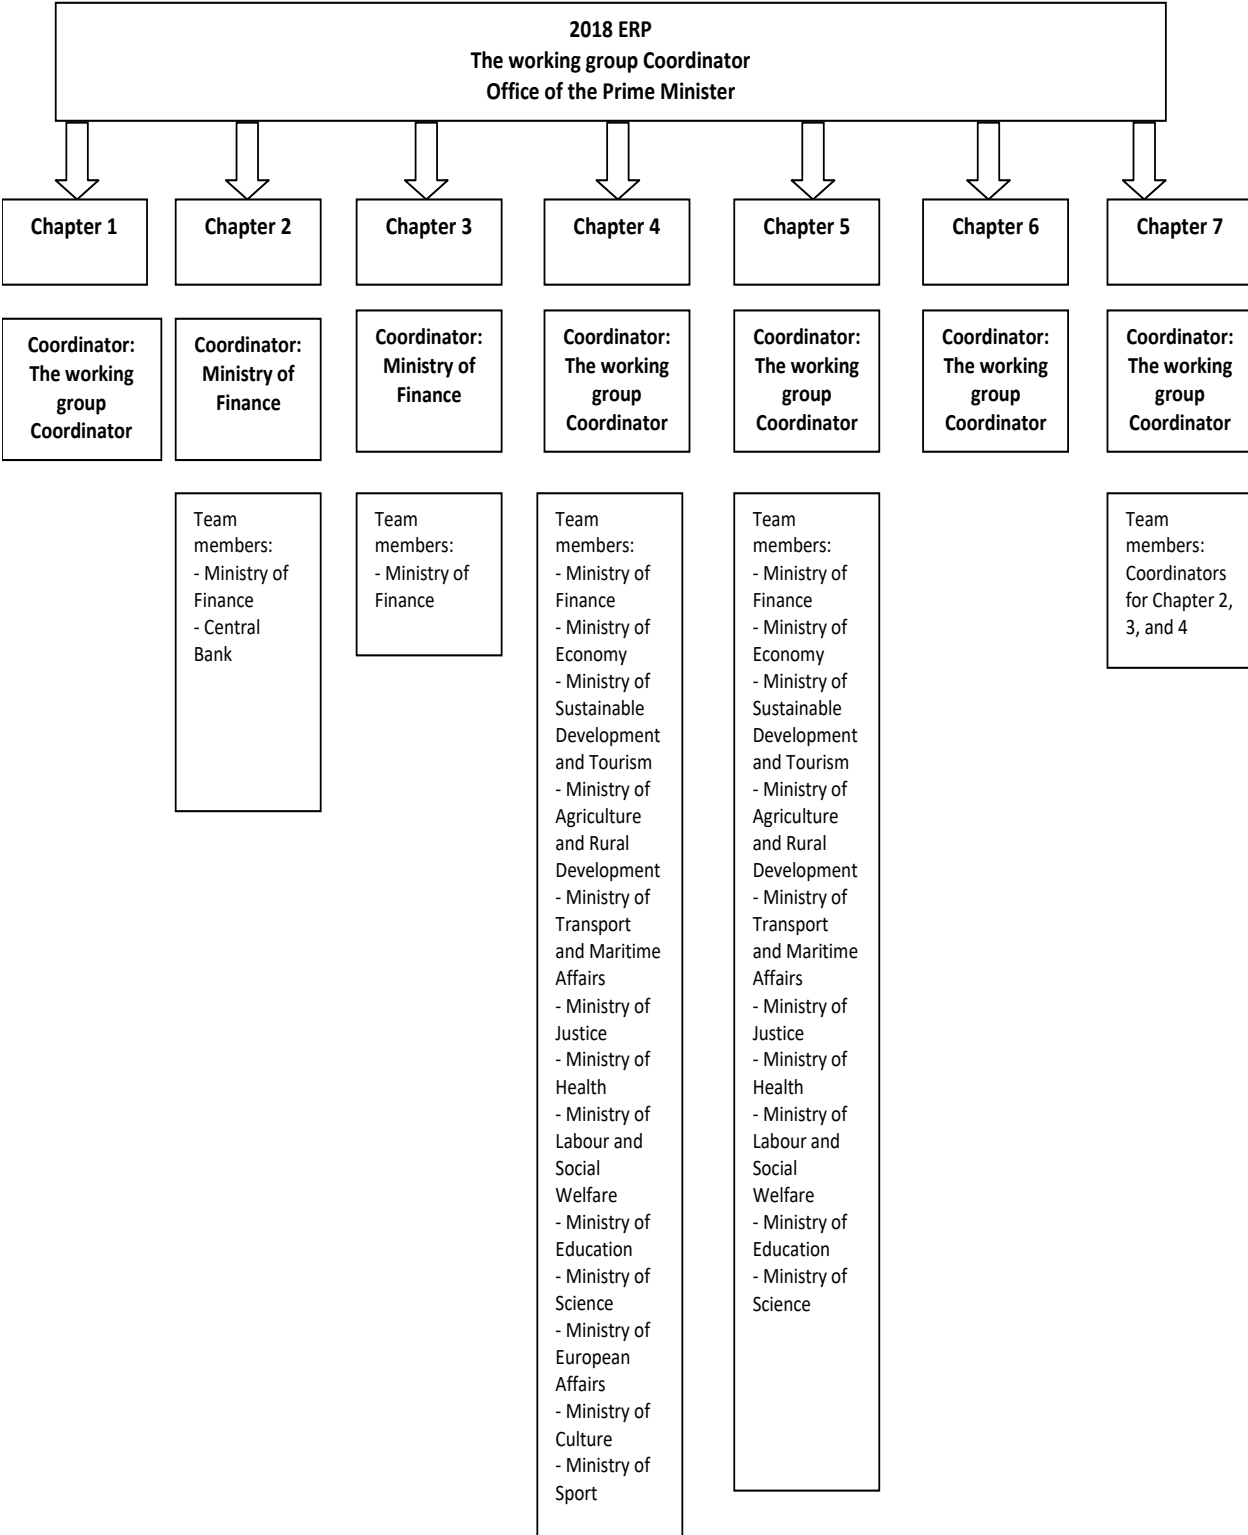 2018 ERP
The working group Coordinator
Office of the Prime Minister
Chapter 1
Chapter 2
Chapter 3
Chapter 4
Chapter 5
Chapter 6
Chapter 7
Coordinator:
The working
group
Coordinator
Coordinator:
Ministry of
Finance
Coordinator:
Ministry of
Finance
Coordinator:
The working
group
Coordinator
Coordinator:
The working
group
Coordinator
Coordinator:
The working
group
Coordinator
Coordinator:
The working
group
Coordinator
Team
members:
- Ministry of
Finance
- Central
Bank
Team
members:
- Ministry of
Finance
Team
members:
- Ministry of
Finance
- Ministry of
Economy
- Ministry of
Sustainable
Development
and Tourism
- Ministry of
Agriculture
and Rural
Development
- Ministry of
Transport
and Maritime
Affairs
- Ministry of
Justice
- Ministry of
Health
- Ministry of
Labour and
Social
Welfare
- Ministry of
Education
- Ministry of
Science
- Ministry of
European
Affairs
- Ministry of
Culture
- Ministry of
Sport
Team
members:
- Ministry of
Finance
- Ministry of
Economy
- Ministry of
Sustainable
Development
and Tourism
- Ministry of
Agriculture
and Rural
Development
- Ministry of
Transport
and Maritime
Affairs
- Ministry of
Justice
- Ministry of
Health
- Ministry of
Labour and
Social
Welfare
- Ministry of
Education
- Ministry of
Science
Team
members:
Coordinators
for Chapter 2,
3, and 4